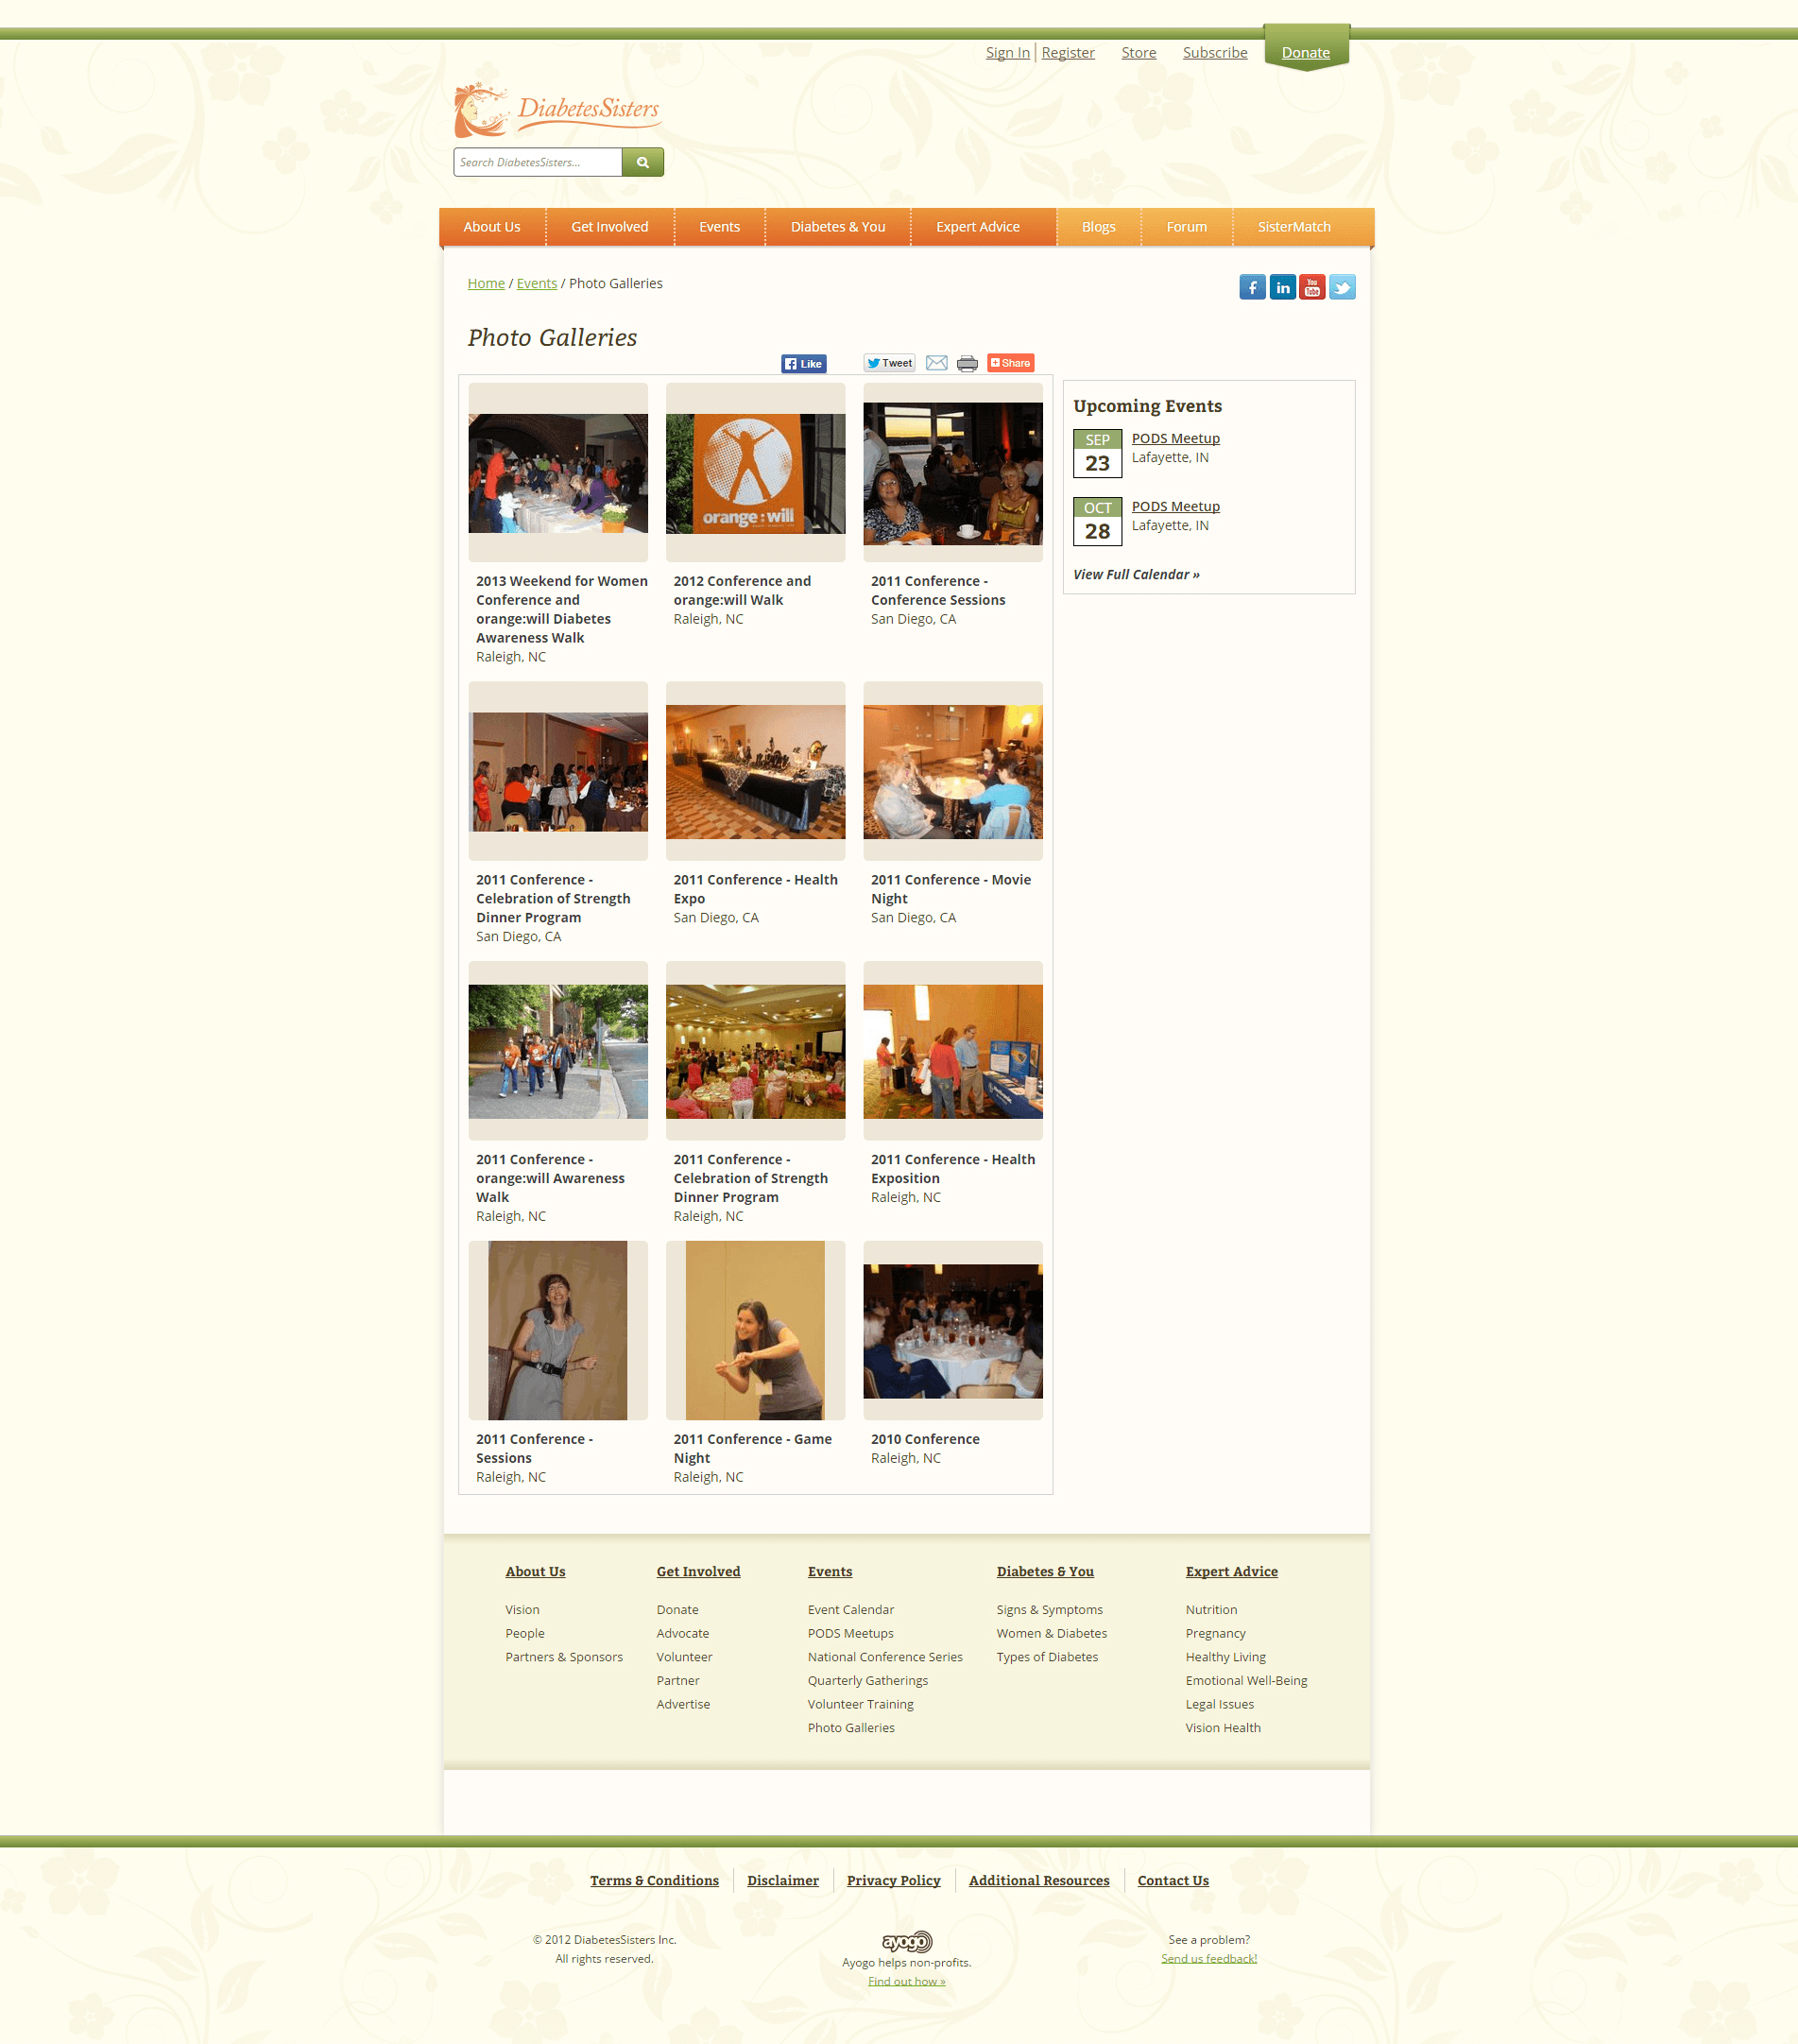 Sign In Register Store Subscribe Donate
DiabetesSisters
Search DiabetesSisters...
About Us Get Involved Events Diabetes & You Expert Advice Blogs Forum SisterMatch
Home / Events / Photo Galleries
f in You Tube
Photo Galleries
Like Tweet Share
orange:will
2013 Weekend for Women
Conference and
orange:will Diabetes
Awareness Walk
Raleigh, NC
2012 Conference and
orange:will Walk
Raleigh, NC
2011 Conference -
Conference Sessions
San Diego, CA
Upcoming Events
SEP
23
PODS Meetup
Lafayette, IN
OCT
28
PODS Meetup
Lafayette, IN
View Full Calendar »
2011 Conference -
Celebration of Strength
Dinner Program
San Diego, CA
2011 Conference - Health
Expo
San Diego, CA
2011 Conference - Movie
Night
San Diego, CA
2011 Conference -
orange:will Awareness
Walk
Raleigh, NC
2011 Conference -
Celebration of Strength
Dinner Program
Raleigh, NC
2011 Conference - Health
Exposition
Raleigh, NC
2011 Conference -
Sessions
Raleigh, NC
2011 Conference - Game
Night
Raleigh, NC
2010 Conference
Raleigh, NC
About Us
Vision
People
Partners & Sponsors
Get Involved
Donate
Advocate
Volunteer
Partner
Advertise
Events
Event Calendar
PODS Meetups
National Conference Series
Quarterly Gatherings
Volunteer Training
Photo Galleries
Diabetes & You
Signs & Symptoms
Women & Diabetes
Types of Diabetes
Expert Advice
Nutrition
Pregnancy
Healthy Living
Emotional Well-Being
Legal Issues
Vision Health
Terms & Conditions Disclaimer Privacy Policy Additional Resources Contact Us
© 2012 DiabetesSisters Inc.
All rights reserved.
ayogo
Ayogo helps non-profits.
Find out how »
See a problem?
Send us feedback!